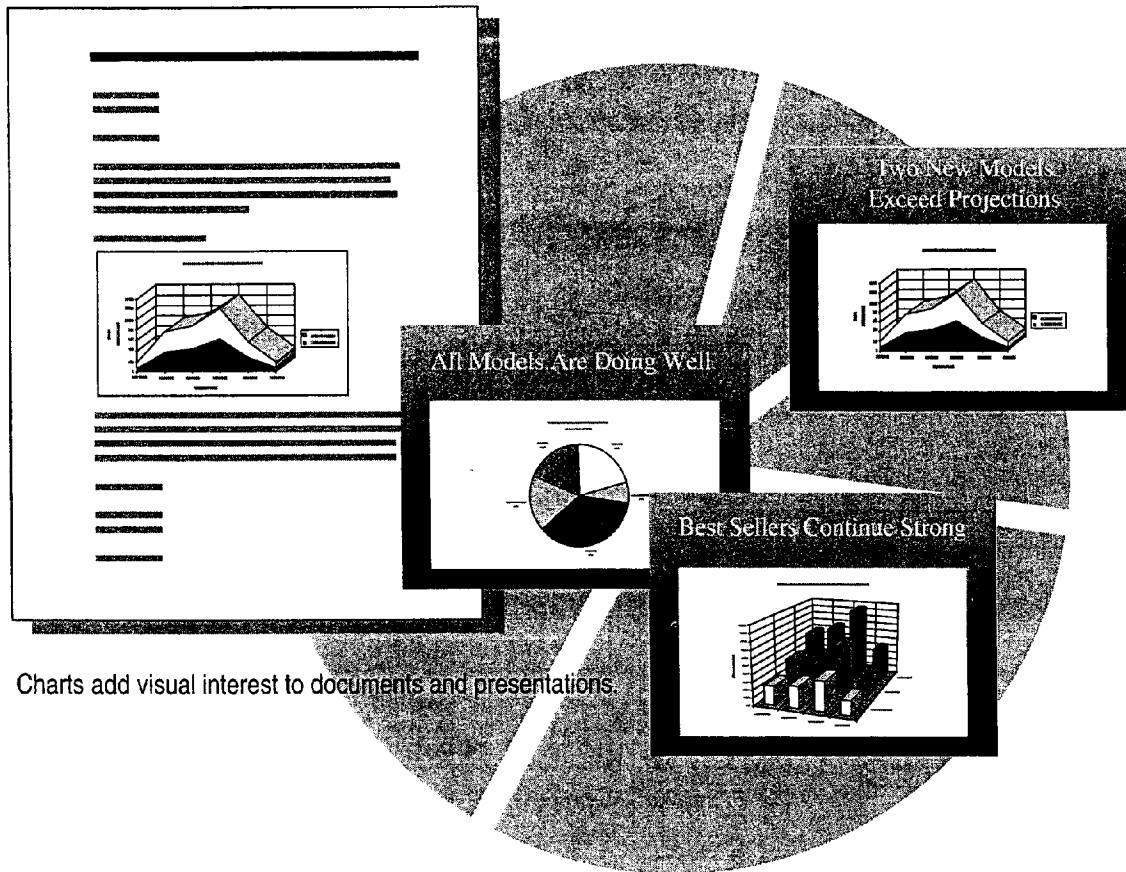 Two New Models
Exceed Projections
All Models Are Doing Well
Best Sellers Continue Strong
Charts add visual interest to documents and presentations.